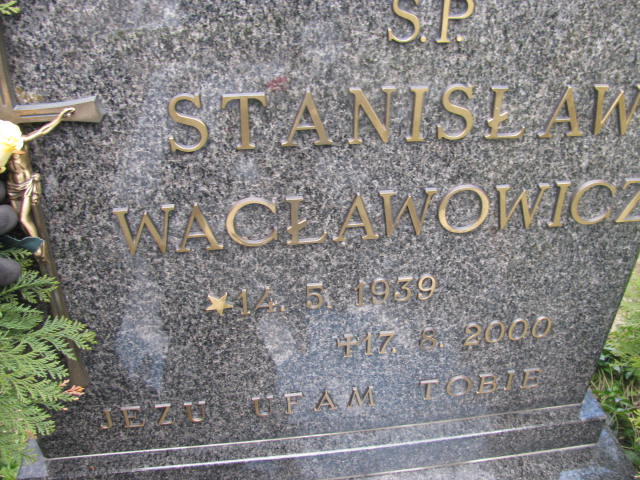 S.P.
STANISŁAW
WACŁAWOWICZ
14. 5. 1939
17. 8. 2000
JEZU UFAM TOBIE